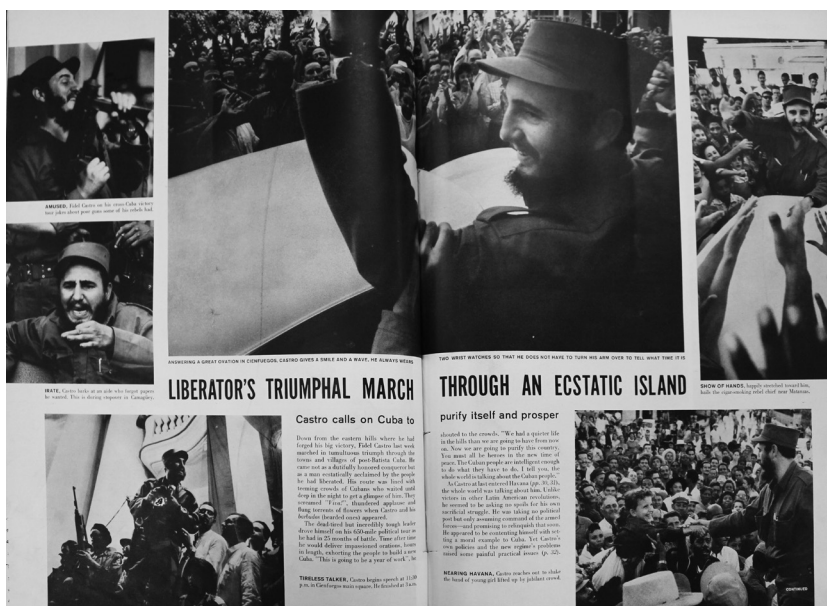 AMUSED, Fidel Castro on his cross-Cuba victory
tour jokes about poor guns some of his rebels had.
IRATE, Castro barks at an aide who forgot papers
he wanted. This is during stopover in Camagüey.
ANSWERING A GREAT OVATION IN CIENFUEGOS, CASTRO GIVES A SMILE AND A WAVE. HE ALWAYS WEARS
TWO WRIST WATCHES SO THAT HE DOES NOT HAVE TO TURN HIS ARM OVER TO TELL WHAT TIME IT IS
SHOW OF HANDS, happily stretched toward him,
hails the cigar-smoking rebel chief near Matanzas.
LIBERATOR'S TRIUMPHAL MARCH
THROUGH AN ECSTATIC ISLAND
Castro calls on Cuba to
purify itself and prosper
Down from the eastern hills where he had
forged his big victory, Fidel Castro last week
marched in tumultuous triumph through the
towns and villages of post-Batista Cuba. He
came not as a dutifully honored conqueror but
as a man ecstatically acclaimed by the people
he had liberated. His route was lined with
teeming crowds of Cubans who waited until
deep in the night to get a glimpse of him. They
screamed "Viva!", thundered applause and
flung torrents of flowers when Castro and his
barbudos (bearded ones) appeared.
The dead-tired but incredibly tough leader
drove himself on his 650-mile political tour as
he had in 25 months of battle. Time after time
he would deliver impassioned orations, hours
in length, exhorting the people to build a new
Cuba. "This is going to be a year of work", he
TIRELESS TALKER, Castro begins speech at 11:30
p.m. in Cienfuegos main square. He finished at 1 a.m.
shouted to the crowds. "We had a quieter life
in the hills than we are going to have from now
on. Now we are going to purify this country.
You must all be heroes in the new time of
peace. The Cuban people are intelligent enough
to do what they have to do. I tell you, the
whole world is talking about the Cuban people."
As Castro at last entered Havana (pp. 30, 31),
the whole world was talking about him. Unlike
victors in other Latin American revolutions,
he seemed to be asking no spoils for his own
sacrificial struggle. He was taking no political
post but only assuming command of the armed
forces—and promising to relinquish that soon.
He appeared to be contenting himself with set-
ting a moral example to Cuba. Yet Castro's
own policies and the new regime's problems
raised some painful practical issues (p. 32).
NEARING HAVANA, Castro reaches out to shake
the hand of young girl lifted up by jubilant crowd.
CONTINUED